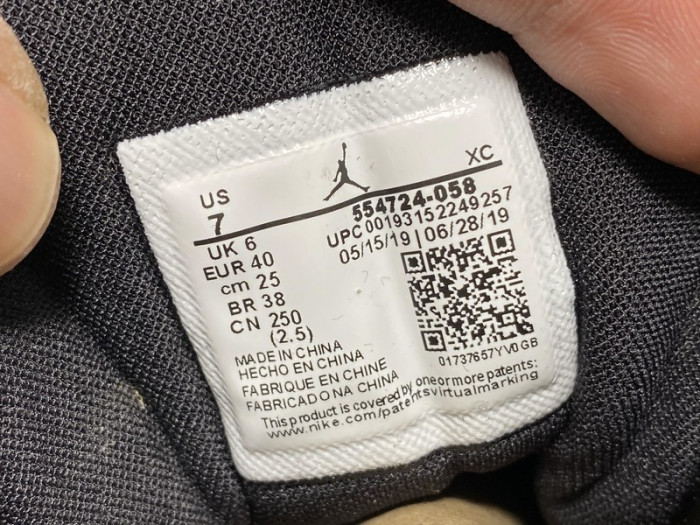 US
7
XC
554724-058
UPC 00193152249257
05/15/19 | 06/28/19
UK 6
EUR 40
cm 25
BR 38
CN 250
(2.5)
01737657YV0GB
MADE IN CHINA
HECHO EN CHINA
FABRIQUE EN CHINE
FABRICADO NA CHINA
This product is covered by one or more patents:
www.nike.com/patentsvirtualmarking